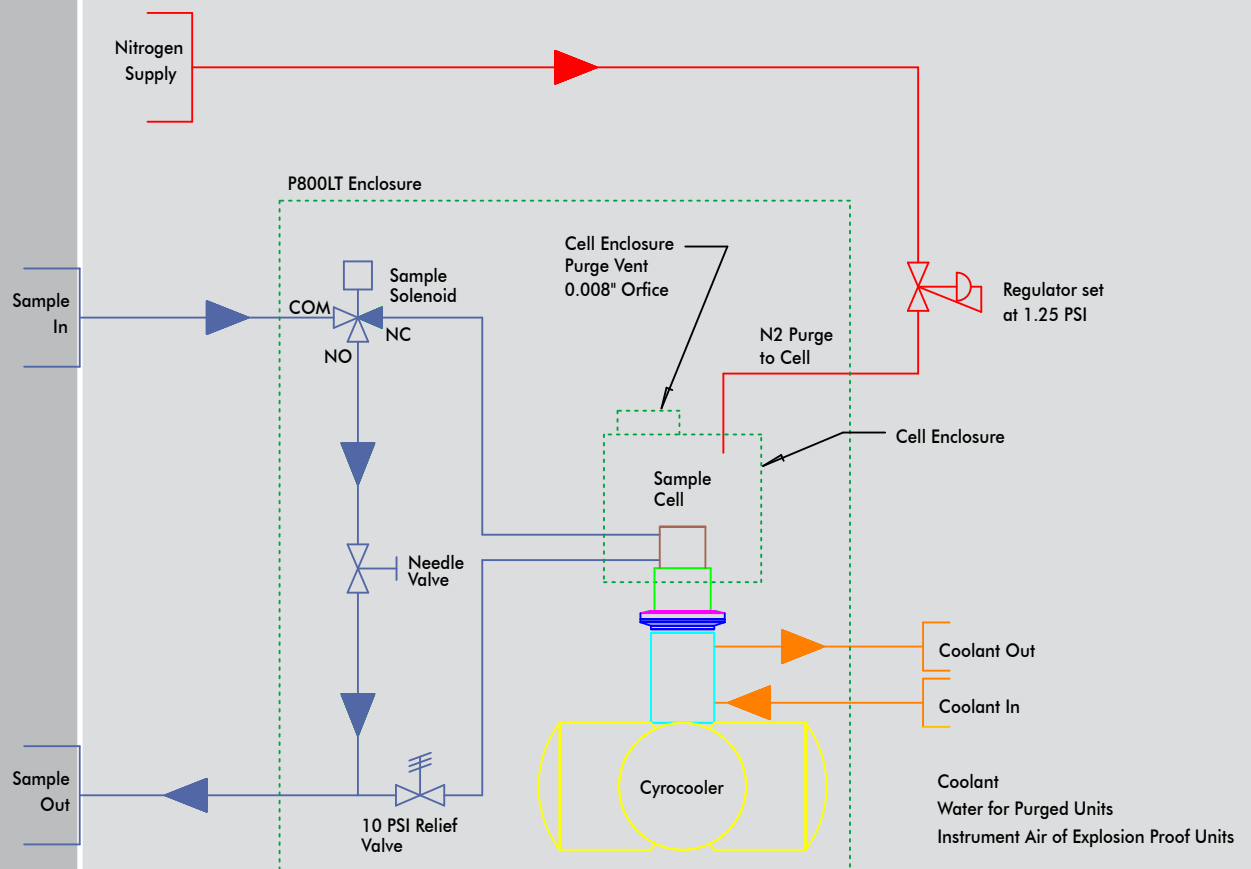 Nitrogen
Supply
P800LT Enclosure
Cell Enclosure
Purge Vent
0.008" Orfice
Sample
Solenoid
Sample
In
COM
NC
NO
Regulator set
at 1.25 PSI
N2 Purge
to Cell
Cell Enclosure
Sample
Cell
Needle
Valve
Coolant Out
Coolant In
Sample
Out
Cyrocooler
10 PSI Relief
Valve
Coolant
Water for Purged Units
Instrument Air of Explosion Proof Units